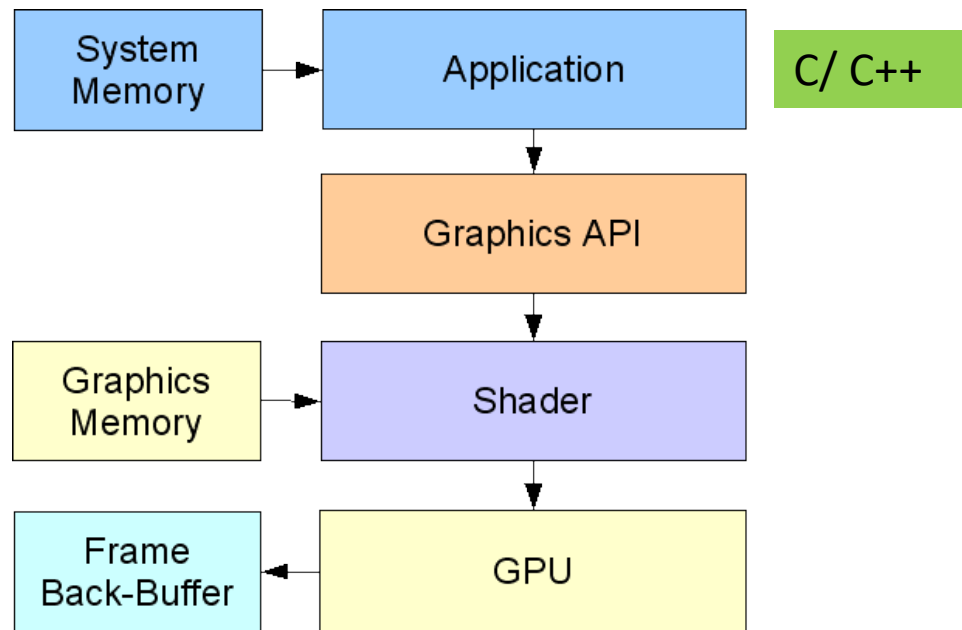 System
Memory
Application
C/ C++
Graphics API
Graphics
Memory
Shader
Frame
Back-Buffer
GPU